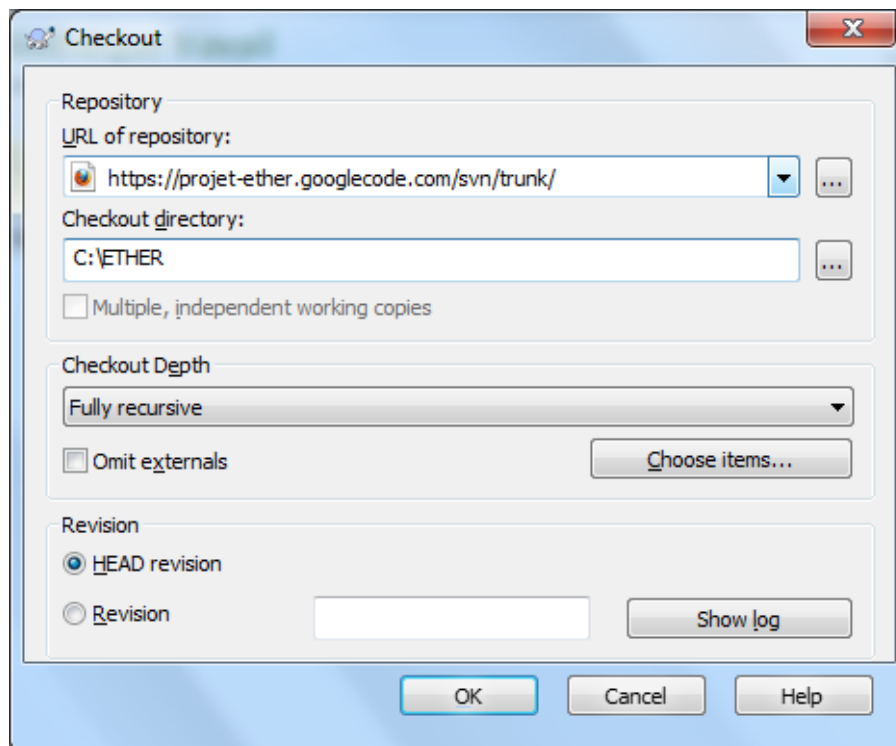 Checkout
Repository
URL of repository:
https://projet-ether.googlecode.com/svn/trunk/
...
Checkout directory:
C:\ETHER
...
Multiple, independent working copies
Checkout Depth
Fully recursive
Omit externals
Choose items...
Revision
HEAD revision
Revision
Show log
OK
Cancel
Help